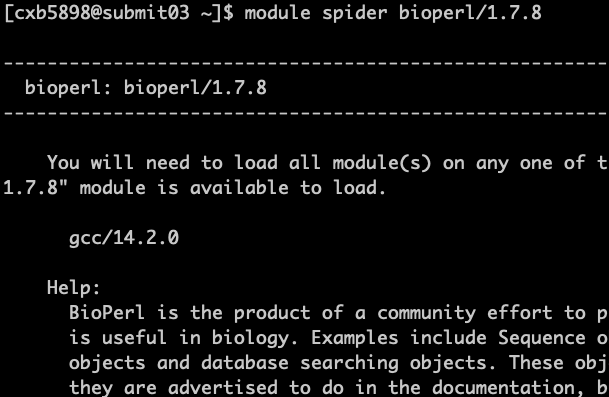 [cxb5898@submit03 ~]$ module spider bioperl/1.7.8
-------------------------------------------------------
bioperl: bioperl/1.7.8
-------------------------------------------------------
You will need to load all module(s) on any one of t
1.7.8" module is available to load.
gcc/14.2.0
Help:
BioPerl is the product of a community effort to p
is useful in biology. Examples include Sequence o
objects and database searching objects. These obj
they are advertised to do in the documentation, b